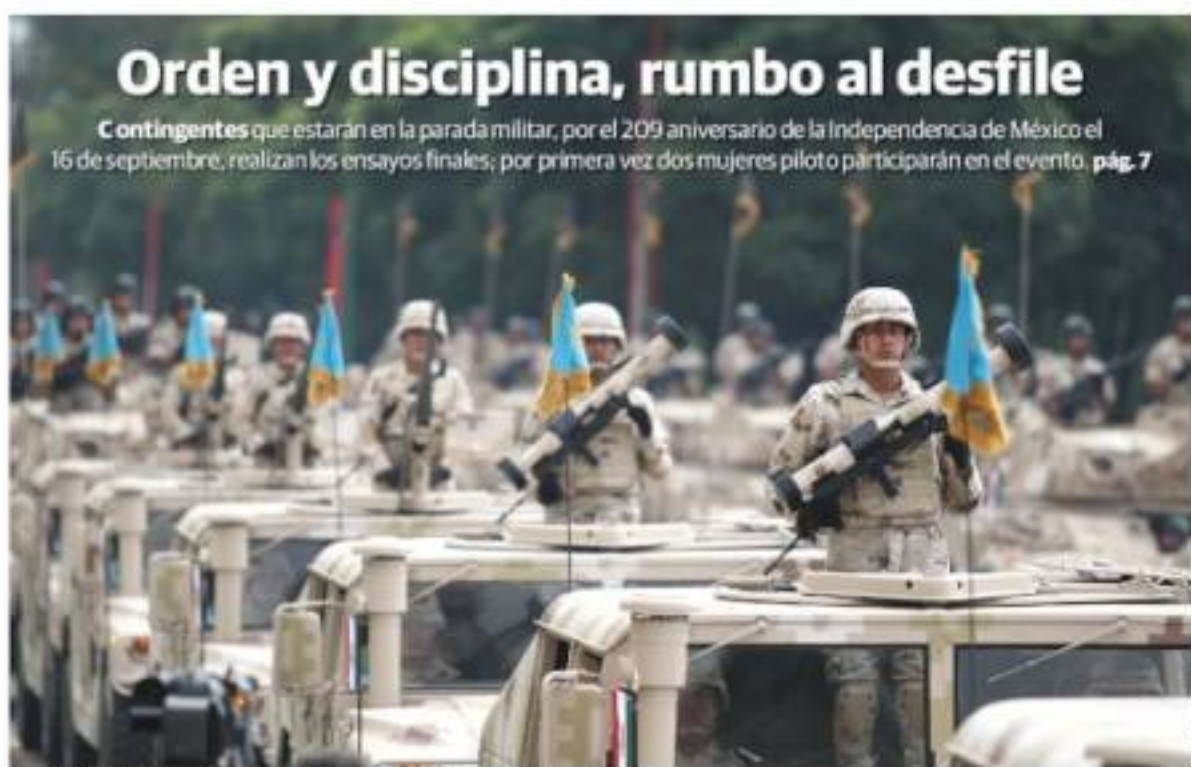 Orden y disciplina, rumbo al desfile
Contingentes que estarán en la parada militar, por el 209 aniversario de la Independencia de México el
16 de septiembre, realizan los ensayos finales; por primera vez dos mujeres piloto participarán en el evento. pág. 7